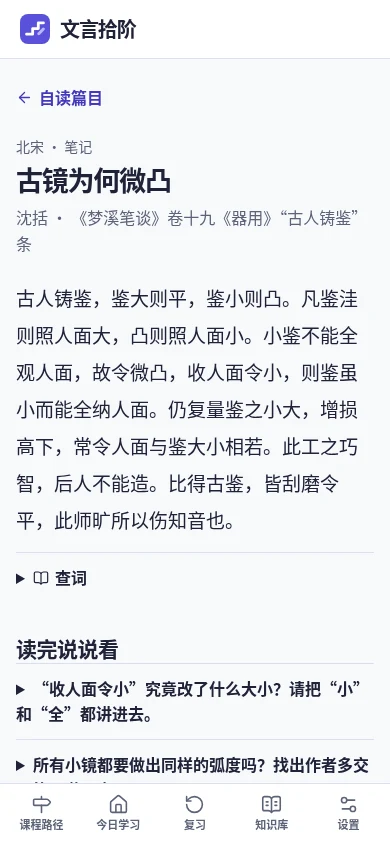 文言拾阶
← 自读篇目
北宋 · 笔记
古镜为何微凸
沈括 · 《梦溪笔谈》卷十九《器用》“古人铸鉴”
条
古人铸鉴，鉴大则平，鉴小则凸。凡鉴洼
则照人面大，凸则照人面小。小鉴不能全
观人面，故令微凸，收人面令小，则鉴虽
小而能全纳人面。仍复量鉴之小大，增损
高下，常令人面与鉴大小相若。此工之巧
智，后人不能造。比得古鉴，皆刮磨令
平，此师旷所以伤知音也。
▶ 查词
读完说说看
▶ “收人面令小”究竟改了什么大小？请把“小”
和“全”都讲进去。
▶ 所有小镜都要做出同样的弧度吗？找出作者多交
课程路径 今日学习 复习 知识库 设置